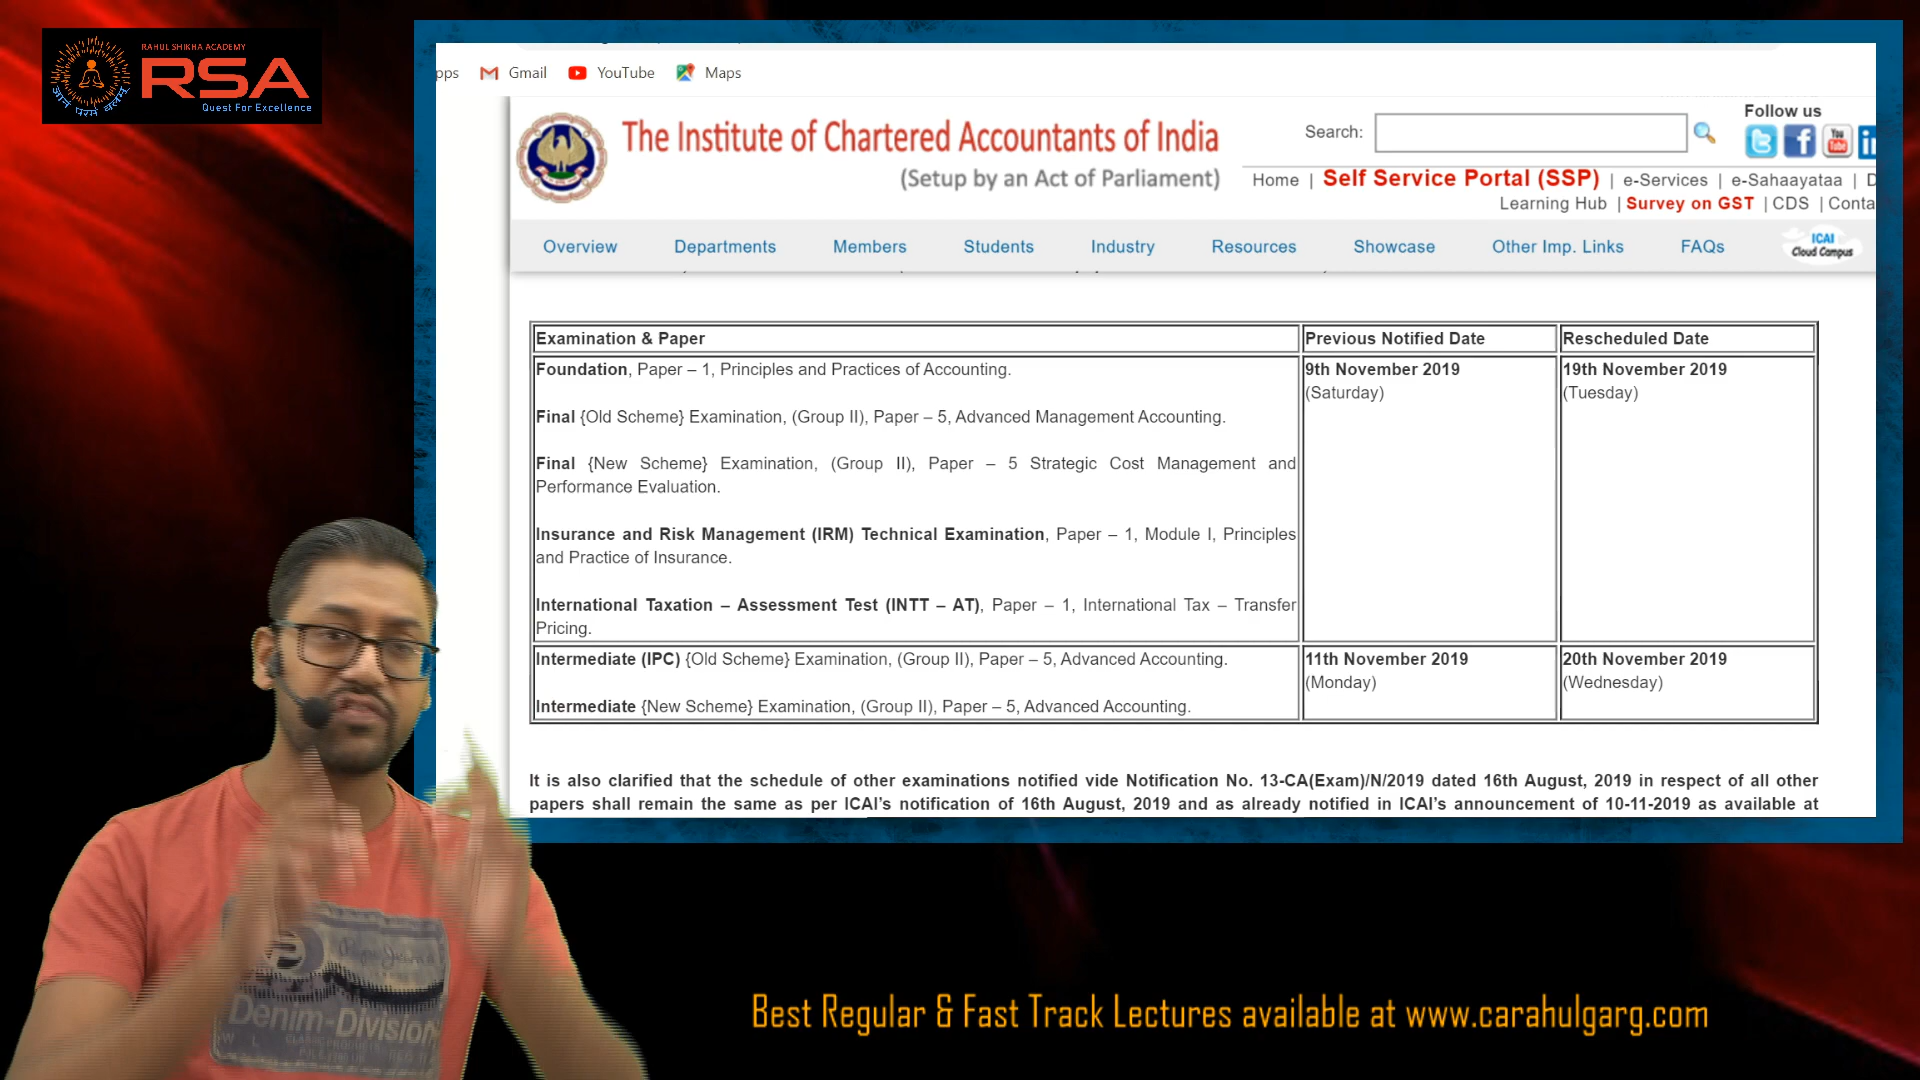 RAHUL SHIKHA ACADEMY
RSA
Quest For Excellence
pps Gmail YouTube Maps
The Institute of Chartered Accountants of India
(Setup by an Act of Parliament)
Search:
Follow us
Home | Self Service Portal (SSP) | e-Services | e-Sahaayataa | D
Learning Hub | Survey on GST | CDS | Conta
Overview Departments Members Students Industry Resources Showcase Other Imp. Links FAQs ICAI Cloud Campus
Examination & Paper Previous Notified Date Rescheduled Date
Foundation, Paper – 1, Principles and Practices of Accounting. 9th November 2019 19th November 2019
(Saturday) (Tuesday)
Final {Old Scheme} Examination, (Group II), Paper – 5, Advanced Management Accounting.
Final {New Scheme} Examination, (Group II), Paper – 5 Strategic Cost Management and
Performance Evaluation.
Insurance and Risk Management (IRM) Technical Examination, Paper – 1, Module I, Principles
and Practice of Insurance.
International Taxation – Assessment Test (INTT – AT), Paper – 1, International Tax – Transfer
Pricing.
Intermediate (IPC) {Old Scheme} Examination, (Group II), Paper – 5, Advanced Accounting. 11th November 2019 20th November 2019
(Monday) (Wednesday)
Intermediate {New Scheme} Examination, (Group II), Paper – 5, Advanced Accounting.
It is also clarified that the schedule of other examinations notified vide Notification No. 13-CA(Exam)/N/2019 dated 16th August, 2019 in respect of all other
papers shall remain the same as per ICAI's notification of 16th August, 2019 and as already notified in ICAI's announcement of 10-11-2019 as available at
Denim-Division
Best Regular & Fast Track Lectures available at www.carahulgarg.com